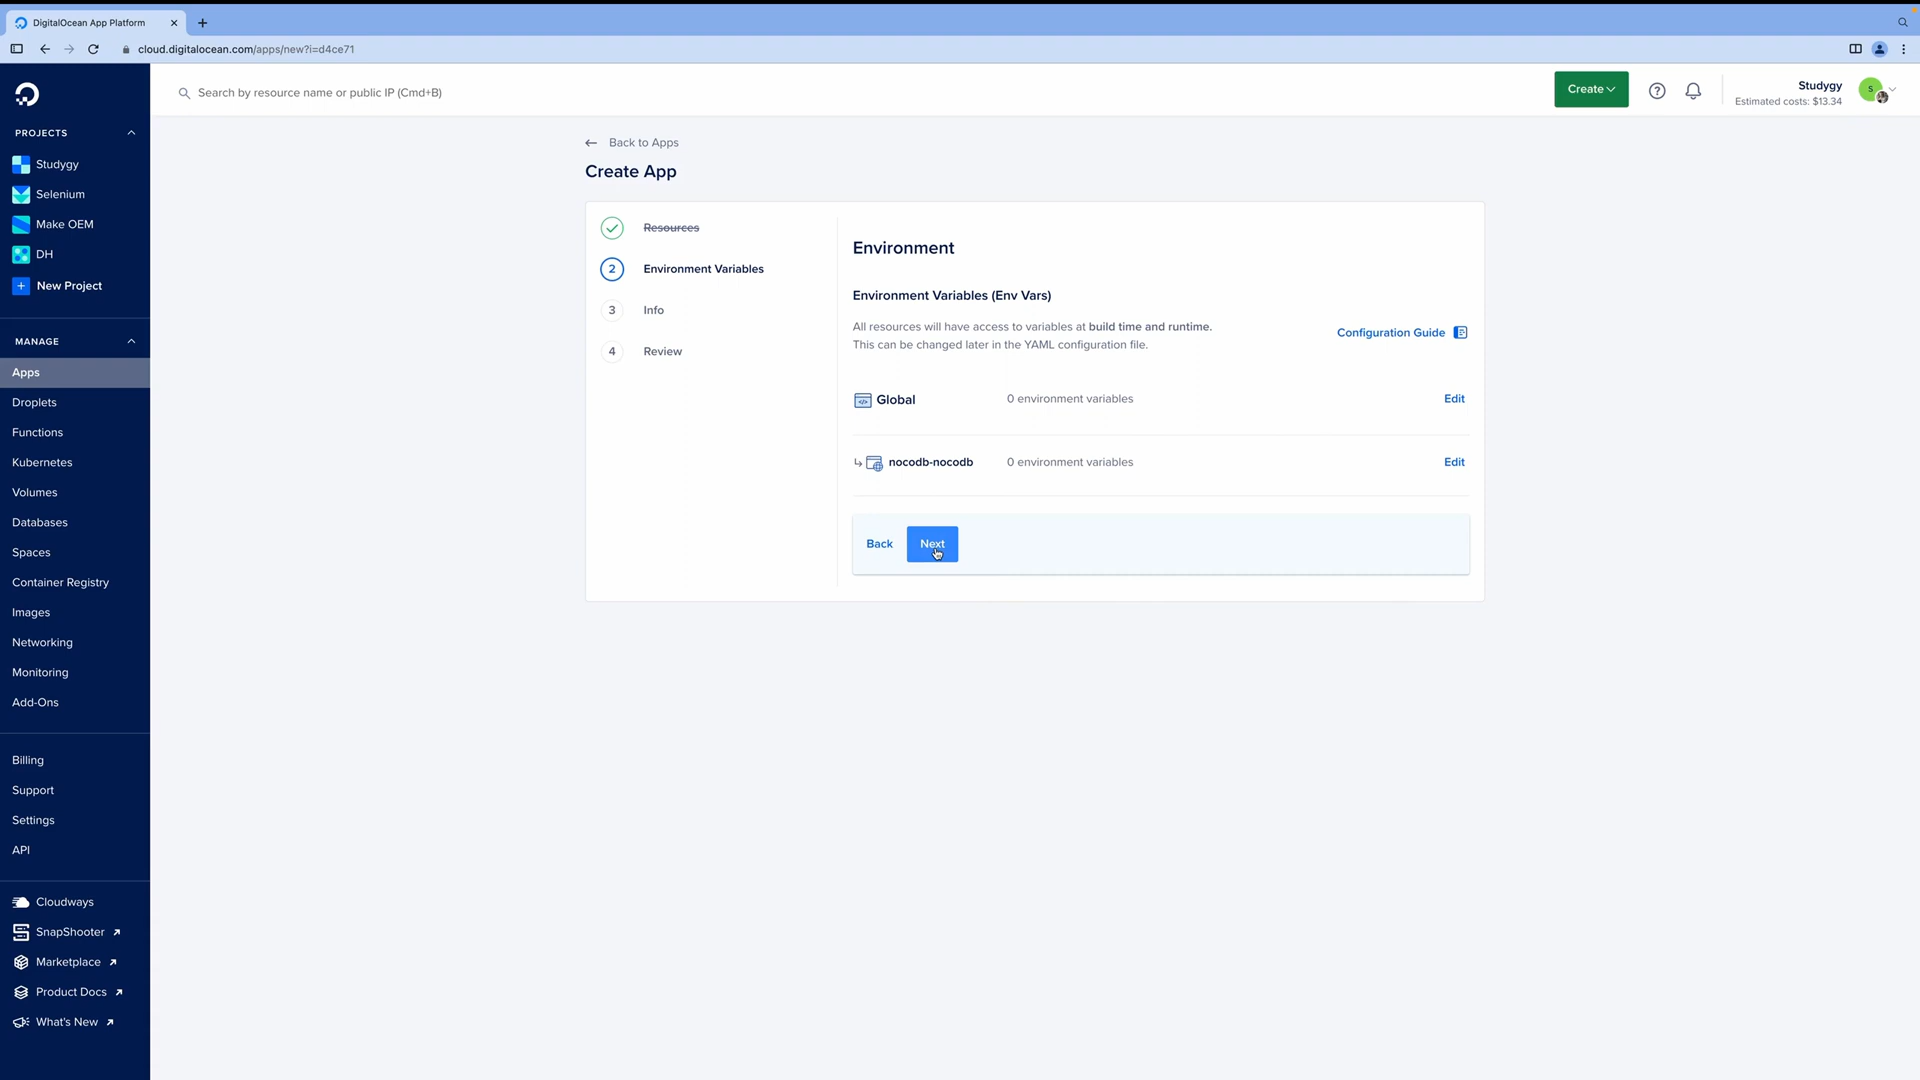 DigitalOcean App Platform
cloud.digitalocean.com/apps/new?i=d4ce71
Search by resource name or public IP (Cmd+B)
Create
Studygy
Estimated costs: $13.34
S
PROJECTS
Studygy
Selenium
Make OEM
DH
New Project
MANAGE
Apps
Droplets
Functions
Kubernetes
Volumes
Databases
Spaces
Container Registry
Images
Networking
Monitoring
Add-Ons
Billing
Support
Settings
API
Cloudways
SnapShooter
Marketplace
Product Docs
What's New
Back to Apps
Create App
Resources
2 Environment Variables
3 Info
4 Review
Environment
Environment Variables (Env Vars)
All resources will have access to variables at build time and runtime.
This can be changed later in the YAML configuration file.
Configuration Guide
Global 0 environment variables Edit
nocodb-nocodb 0 environment variables Edit
Back Next